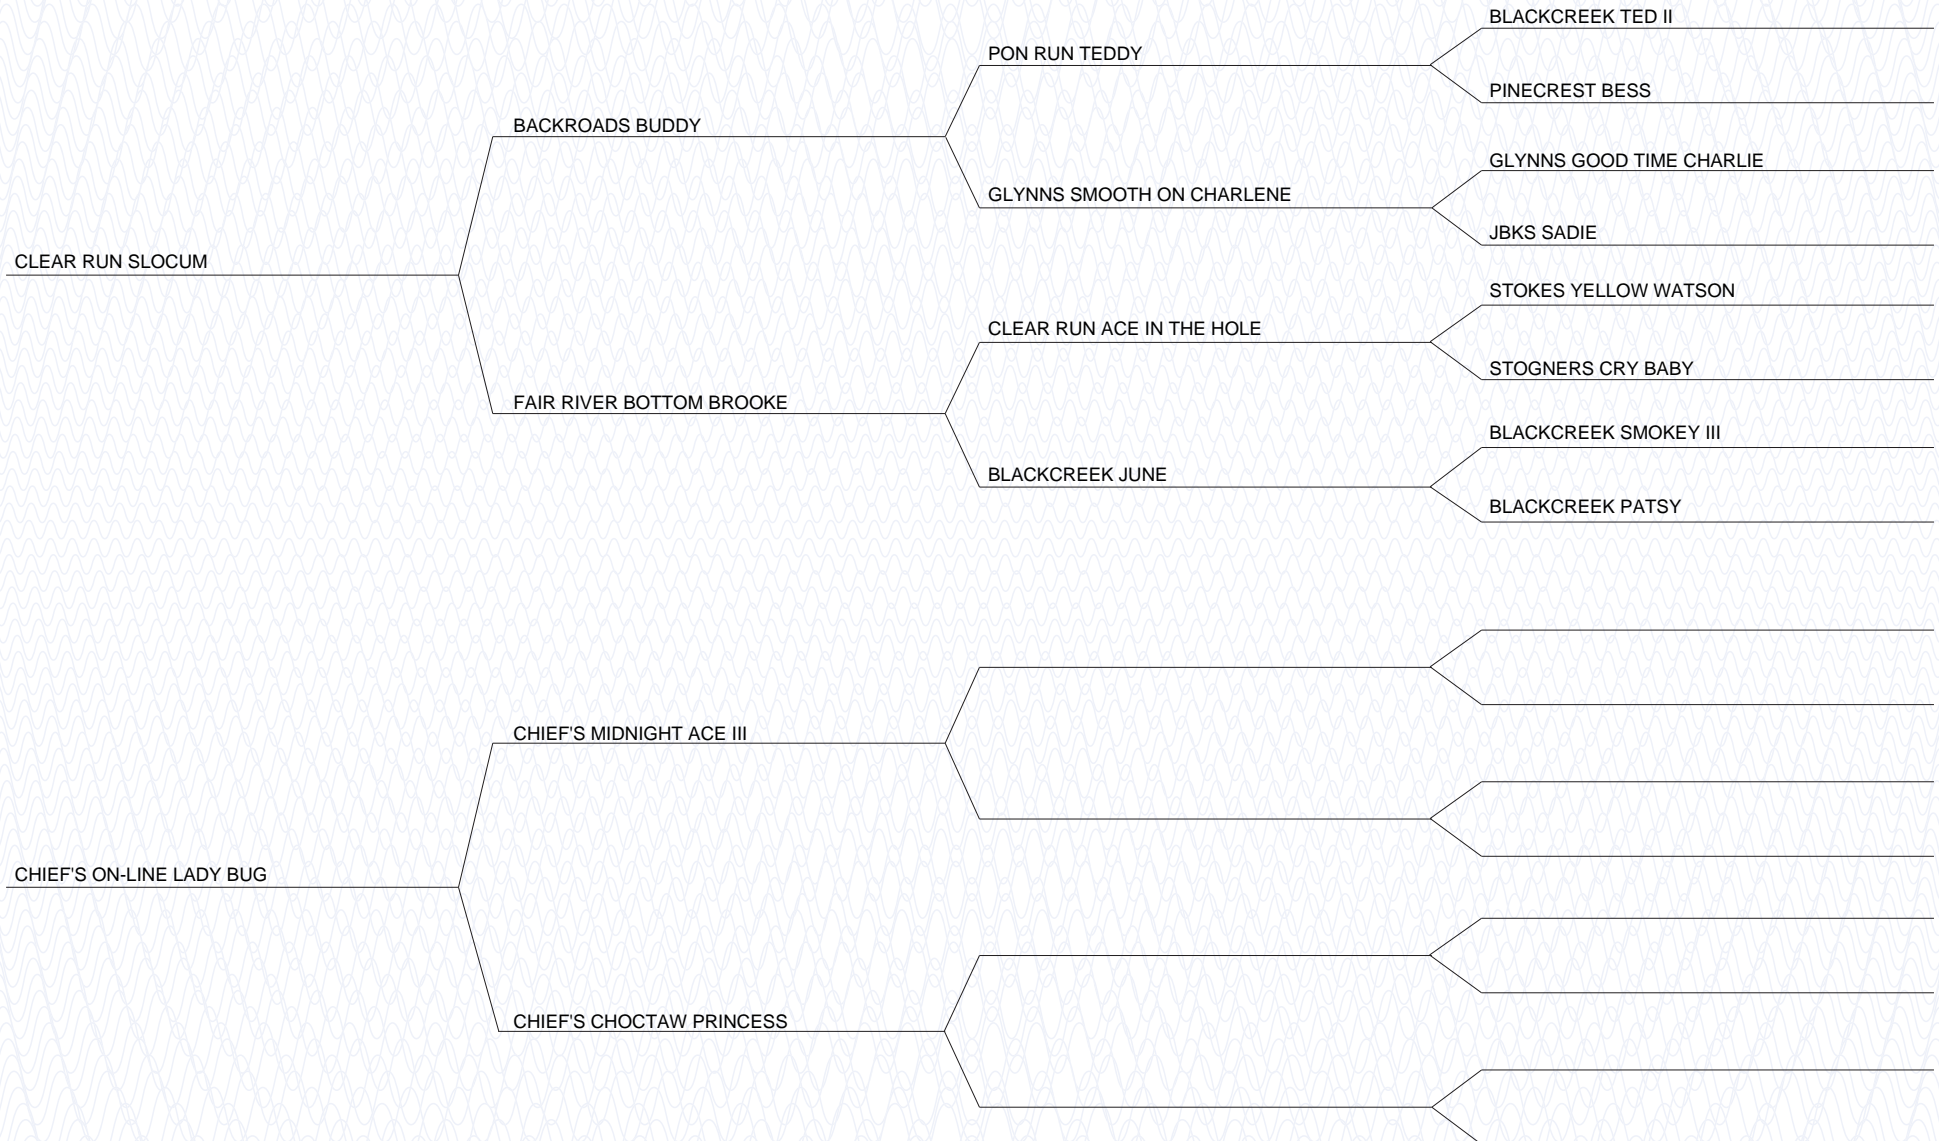 BLACKCREEK TED II
PON RUN TEDDY
PINECREST BESS
BACKROADS BUDDY
GLYNNS GOOD TIME CHARLIE
GLYNNS SMOOTH ON CHARLENE
JBKS SADIE
CLEAR RUN SLOCUM
STOKES YELLOW WATSON
CLEAR RUN ACE IN THE HOLE
STOGNERS CRY BABY
FAIR RIVER BOTTOM BROOKE
BLACKCREEK SMOKEY III
BLACKCREEK JUNE
BLACKCREEK PATSY
CHIEF'S MIDNIGHT ACE III
CHIEF'S ON-LINE LADY BUG
CHIEF'S CHOCTAW PRINCESS